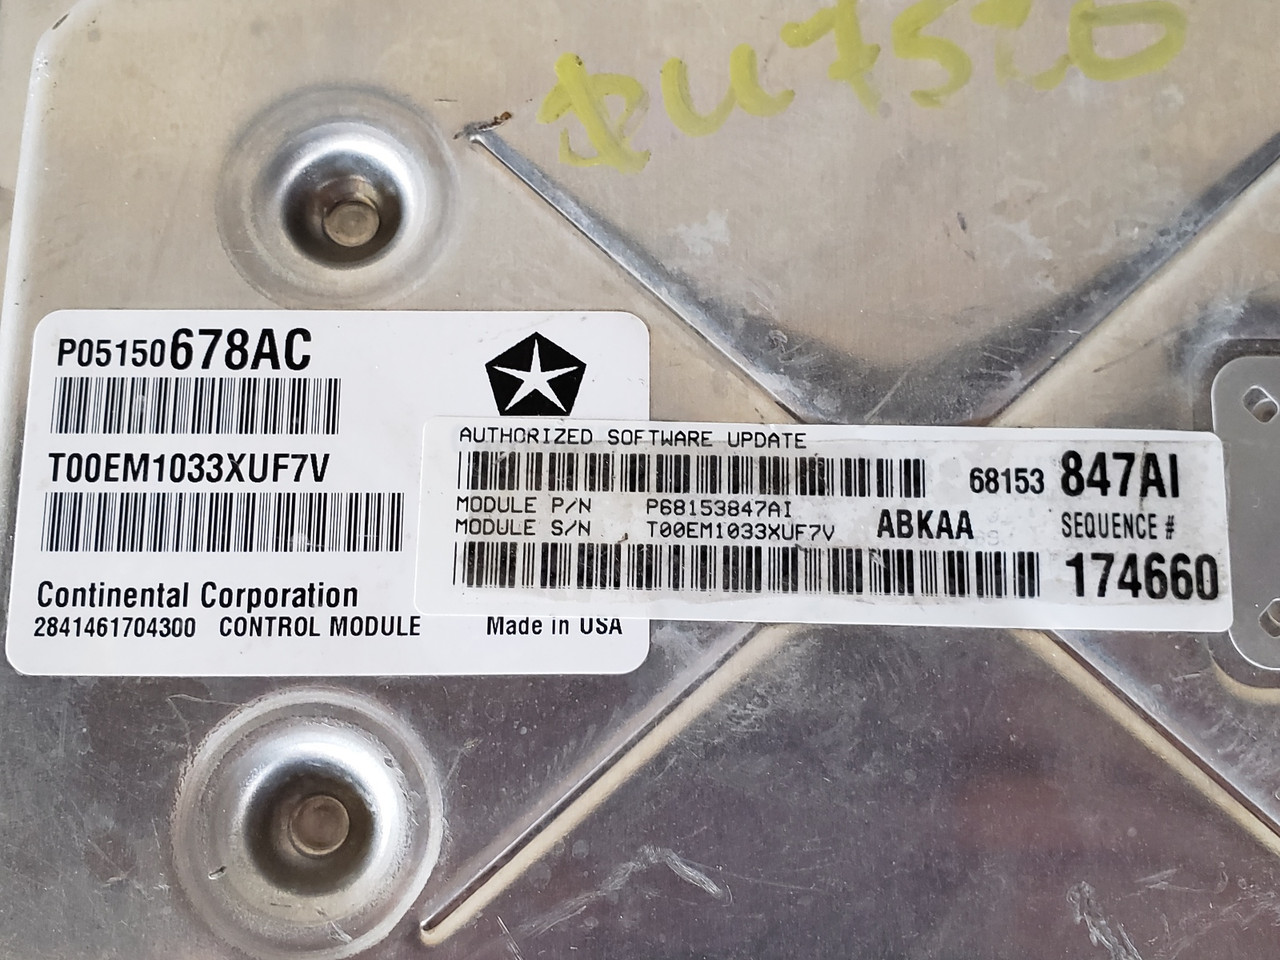 P05150678AC
T00EM1033XUF7V
Continental Corporation
2841461704300 CONTROL MODULE Made in USA
AUTHORIZED SOFTWARE UPDATE
68153 847AI
MODULE P/N P68153847AI
MODULE S/N T00EM1033XUF7V ABKAA SEQUENCE #
174660